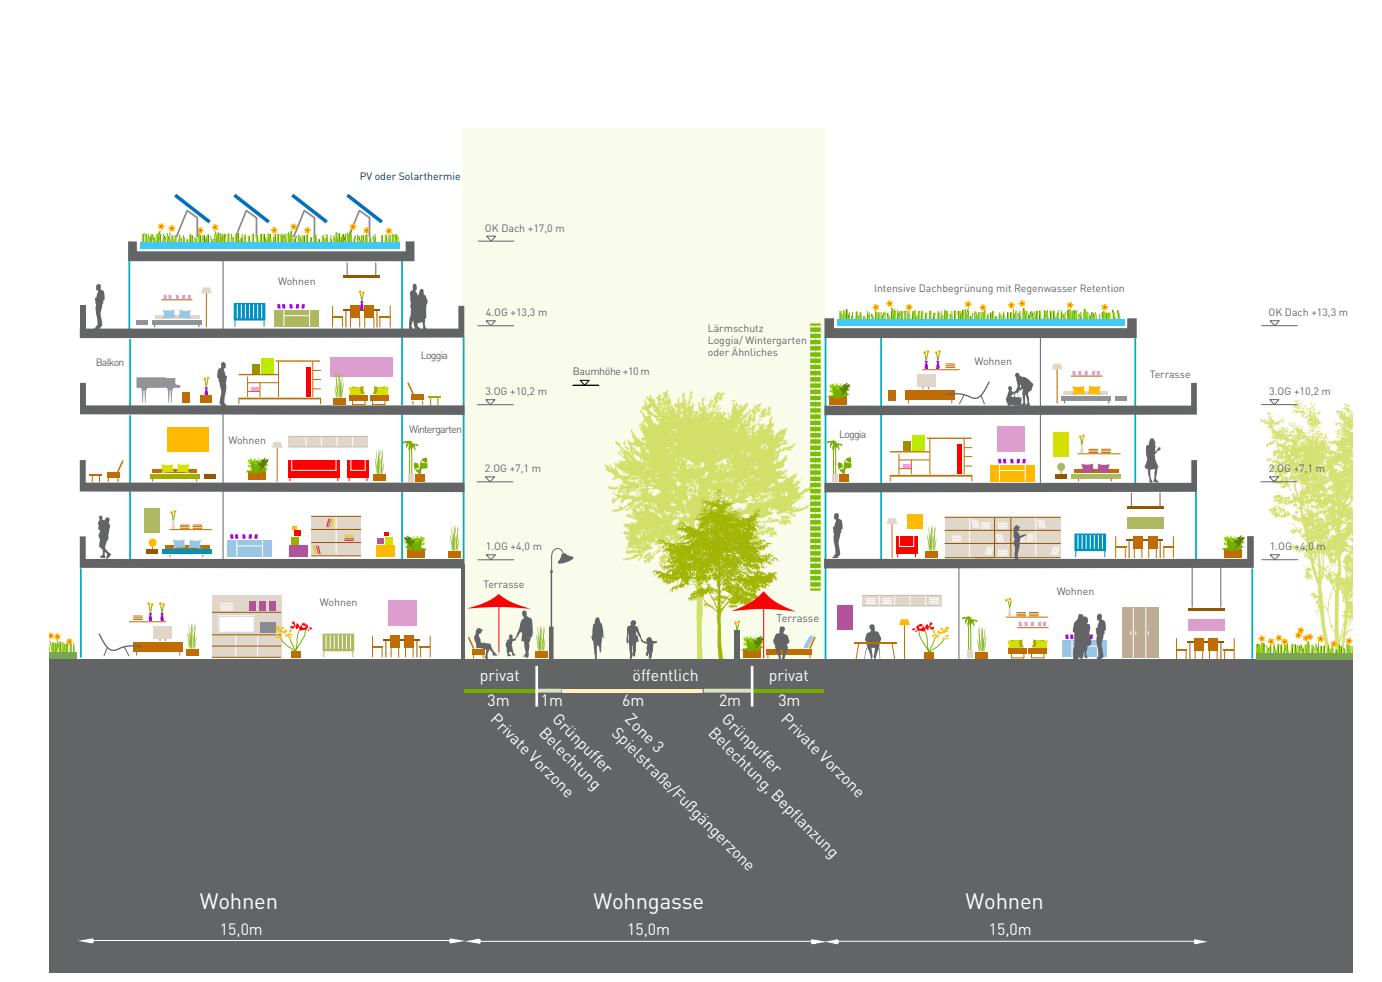 PV oder Solarthermie
OK Dach +17,0 m
Wohnen
Intensive Dachbegrünung mit Regenwasser Retention
4.OG +13,3 m
OK Dach +13,3 m
Lärmschutz
Loggia/ Wintergarten
oder Ähnliches
Balkon
Loggia
Baumhöhe +10 m
Wohnen
Terrasse
3.OG +10,2 m
3.OG +10,2 m
Wohnen
Wintergarten
Loggia
2.OG +7,1 m
2.OG +7,1 m
1.OG +4,0 m
1.OG +4,0 m
Terrasse
Wohnen
Wohnen
Terrasse
privat
öffentlich
privat
3m
1m
6m
2m
3m
Private Vorzone
Grünpuffer
Belechtung
Zone 3
Spielstraße/Fußgängerzone
Grünpuffer
Belechtung, Bepflanzung
Private Vorzone
Wohnen
Wohngasse
Wohnen
15,0m
15,0m
15,0m